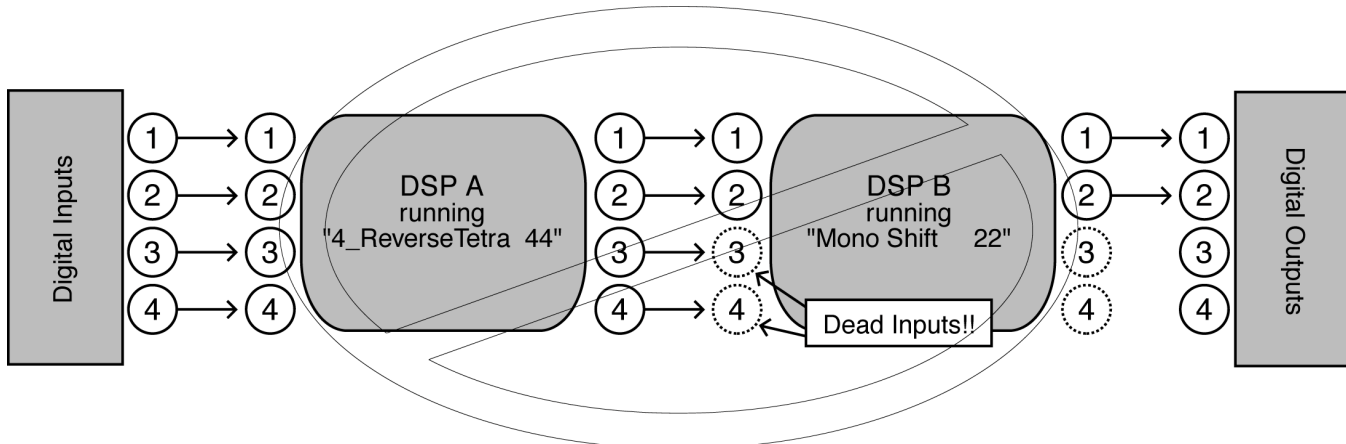 Digital Inputs
1 1
2 2
3 3
4 4
DSP A
running
"4_ReverseTetra 44"
1 1
2 2
3 3
4 4
DSP B
running
"Mono Shift 22"
Dead Inputs!!
1 1
2 2
3 3
4 4
Digital Outputs